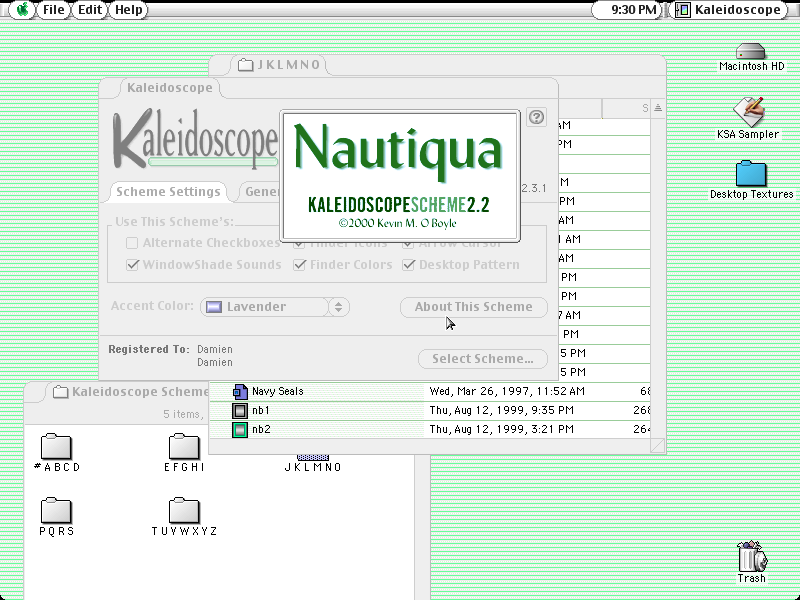 File Edit Help
9:30 PM Kaleidoscope
JKLMNO
Kaleidoscope
Kaleidoscope
Nautiqua
KALEIDOSCOPESCHEME2.2
©2000 Kevin M. O Boyle
2.3.1
Scheme Settings
Use This Scheme's:
Alternate Checkboxes Finder Icons Arrow Cursor
WindowShade Sounds Finder Colors Desktop Pattern
Accent Color: Lavender About This Scheme
Registered To: Damien
Damien
Select Scheme...
S
AM
PM
M
PM
AM
1 AM
AM
PM
PM
7 AM
PM
5 PM
5 PM
Navy Seals Wed, Mar 26, 1997, 11:52 AM
nb1 Thu, Aug 12, 1999, 9:35 PM
nb2 Thu, Aug 12, 1999, 3:21 PM
Kaleidoscope Scheme
5 items,
#ABCD
EFGHI
JKLMNO
PQRS
TUYWXYZ
Macintosh HD
KSA Sampler
Desktop Textures
Trash